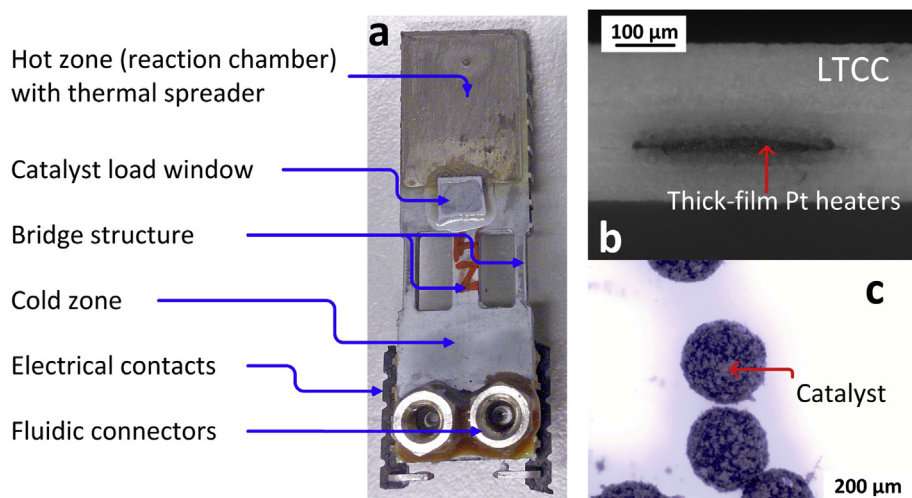 a
Hot zone (reaction chamber)
with thermal spreader
Catalyst load window
Bridge structure
Cold zone
Electrical contacts
Fluidic connectors
100 µm
LTCC
Thick-film Pt heaters
b
c
Catalyst
200 µm